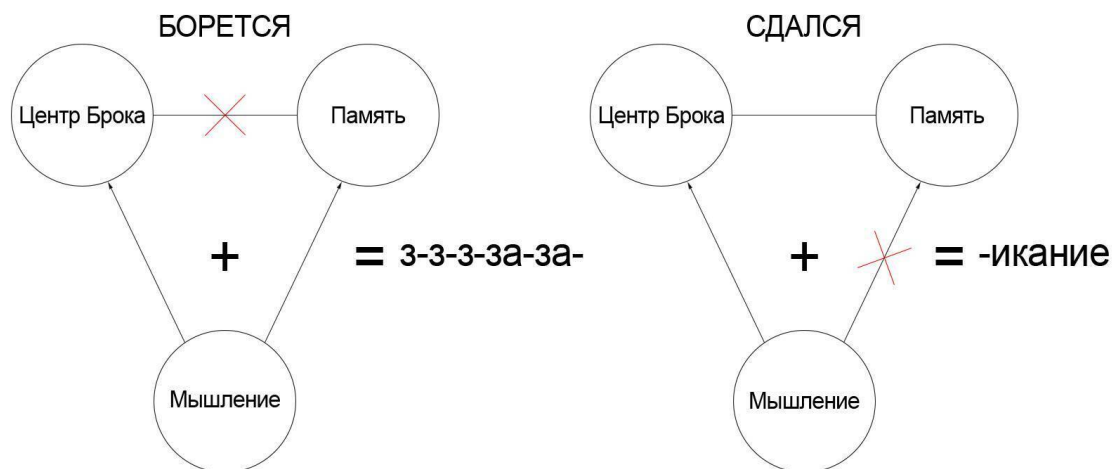 БОРЕТСЯ
Центр Брока
Память
+
= з-з-з-за-за-
Мышление
СДАЛСЯ
Центр Брока
Память
+
= -икание
Мышление